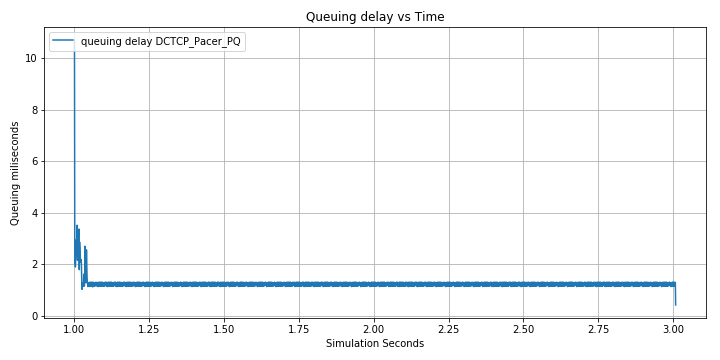 Queuing delay vs Time
queuing delay DCTCP_Pacer_PQ
Queuing miliseconds
10
8
6
4
2
0
1.00 1.25 1.50 1.75 2.00 2.25 2.50 2.75 3.00
Simulation Seconds